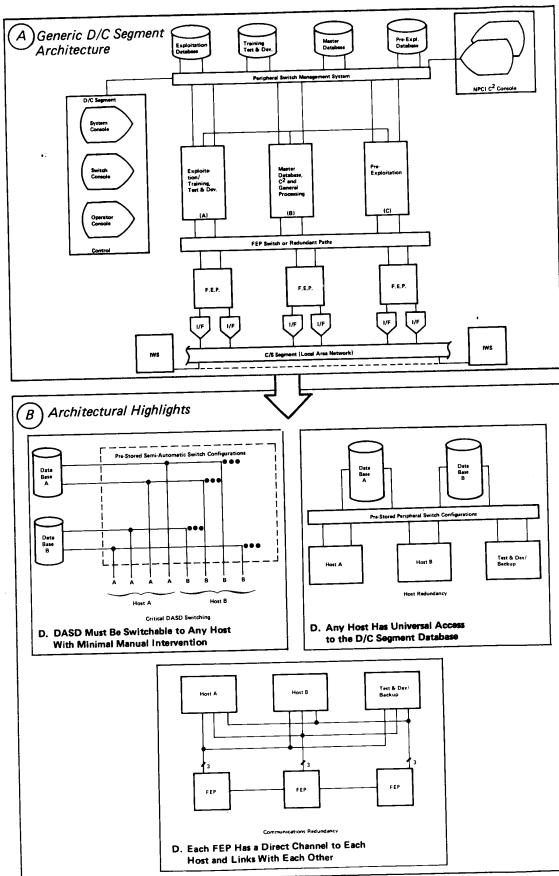 A Generic D/C Segment
Architecture
Exploitation
Database
Training
Test & Dev.
Master
Database
Pre-Expl.
Database
Peripheral Switch Management System
NPCI C² Console
D/C Segment
System
Console
Switch
Console
Operator
Console
Control
Exploita-
tion/
Training,
Test & Dev.
(A)
Master
Database,
C² and
General
Processing
(B)
Pre-
Exploitation
(C)
FEP Switch or Redundant Paths
F.E.P.
F.E.P.
F.E.P.
I/F
I/F
I/F
I/F
I/F
I/F
IWS
C/S Segment (Local Area Network)
IWS
B Architectural Highlights
Pre-Stored Semi-Automatic Switch Configurations
Data
Base
A
Data
Base
B
A A A A B B B B
Host A Host B
Critical DASD Switching
D. DASD Must Be Switchable to Any Host
With Minimal Manual Intervention
Data
Base
A
Data
Base
B
Pre-Stored Peripheral Switch Configurations
Host A
Host B
Test & Dev/
Backup
Host Redundancy
D. Any Host Has Universal Access
to the D/C Segment Database
Host A
Host B
Test & Dev/
Backup
3
3
3
FEP
FEP
FEP
Communications Redundancy
D. Each FEP Has a Direct Channel to Each
Host and Links With Each Other